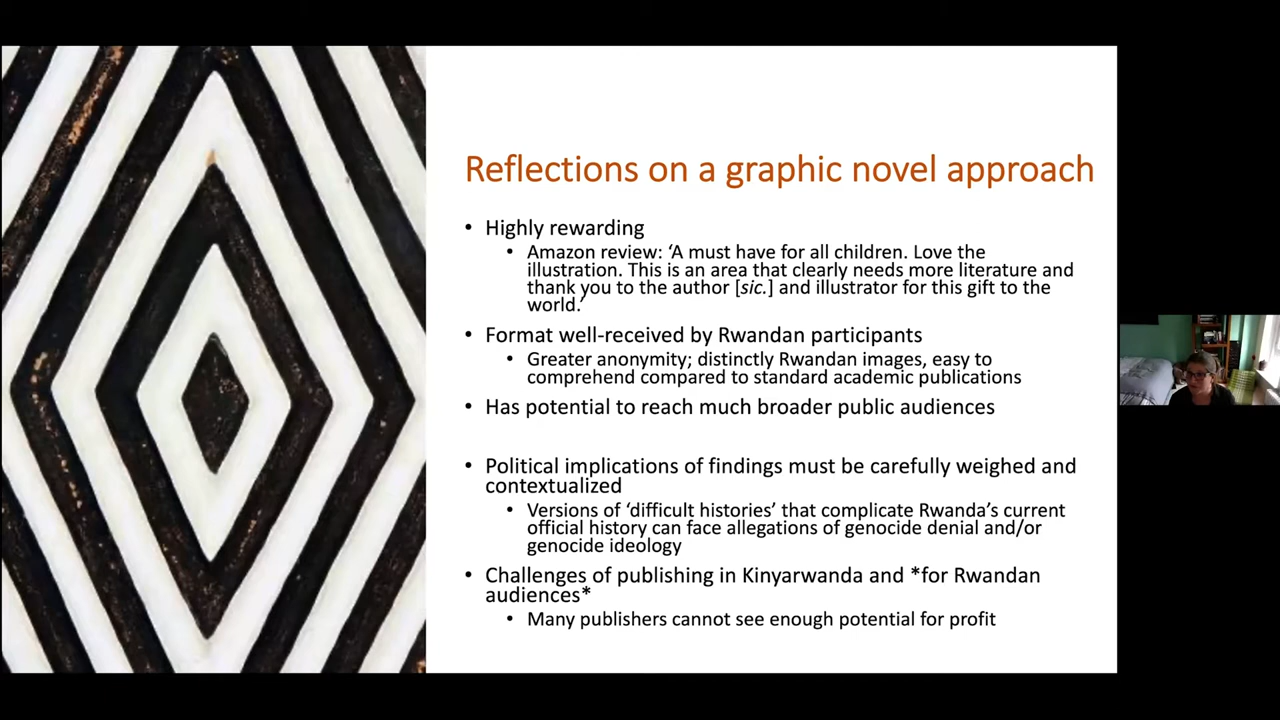 Reflections on a graphic novel approach
• Highly rewarding
• Amazon review: ‘A must have for all children. Love the
illustration. This is an area that clearly needs more literature and
thank you to the author [sic.] and illustrator for this gift to the
world.’
• Format well-received by Rwandan participants
• Greater anonymity; distinctly Rwandan images, easy to
comprehend compared to standard academic publications
• Has potential to reach much broader public audiences
• Political implications of findings must be carefully weighed and
contextualized
• Versions of ‘difficult histories’ that complicate Rwanda’s current
official history can face allegations of genocide denial and/or
genocide ideology
• Challenges of publishing in Kinyarwanda and *for Rwandan
audiences*
• Many publishers cannot see enough potential for profit